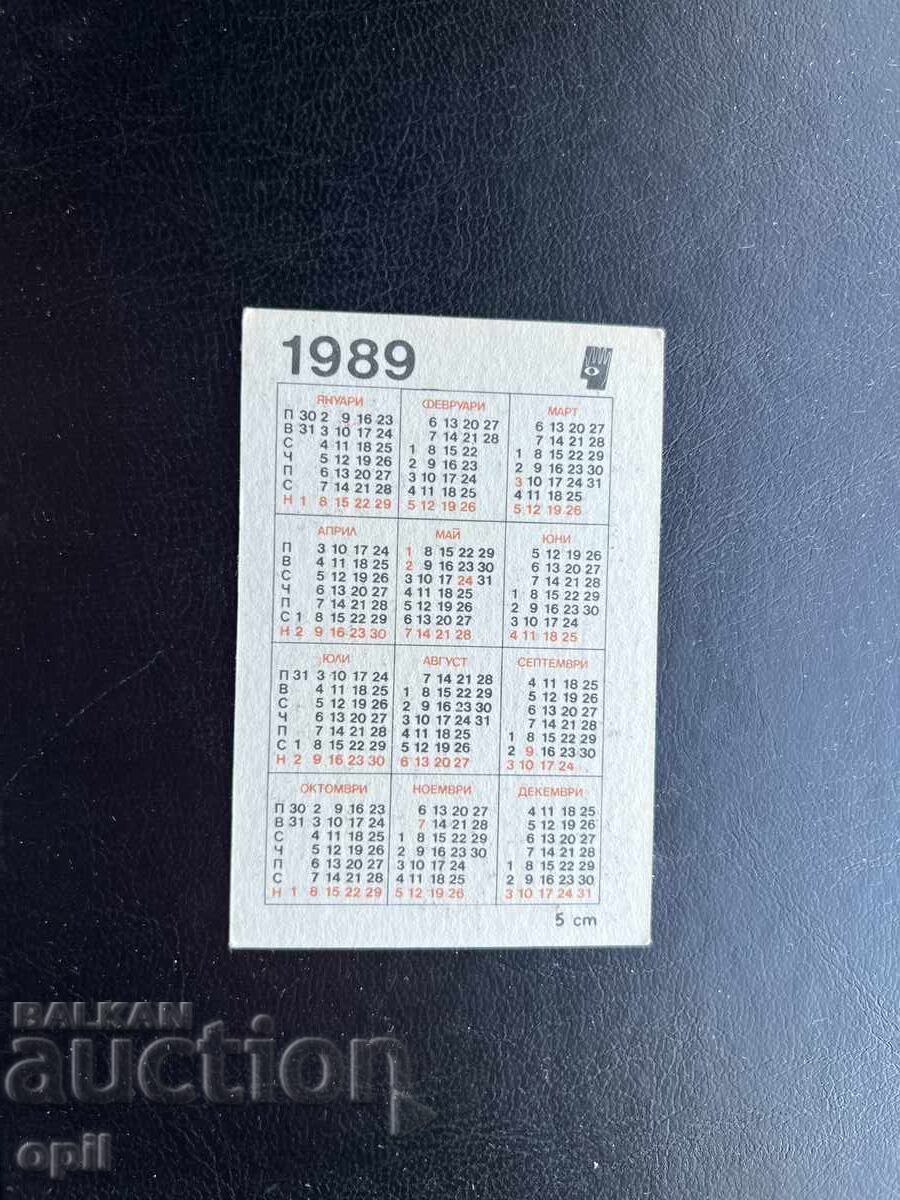 1989
ЯНУАРИ ФЕВРУАРИ МАРТ
П 30 2 9 16 23 6 13 20 27 6 13 20 27
В 31 3 10 17 24 7 14 21 28 7 14 21 28
С 4 11 18 25 1 8 15 22 1 8 15 22 29
Ч 5 12 19 26 2 9 16 23 2 9 16 23 30
П 6 13 20 27 3 10 17 24 3 10 17 24 31
С 7 14 21 28 4 11 18 25 4 11 18 25
Н 1 8 15 22 29 5 12 19 26 5 12 19 26
АПРИЛ МАЙ ЮНИ
П 3 10 17 24 1 8 15 22 29 5 12 19 26
В 4 11 18 25 2 9 16 23 30 6 13 20 27
С 5 12 19 26 3 10 17 24 31 7 14 21 28
Ч 6 13 20 27 4 11 18 25 1 8 15 22 29
П 7 14 21 28 5 12 19 26 2 9 16 23 30
С 1 8 15 22 29 6 13 20 27 3 10 17 24
Н 2 9 16 23 30 7 14 21 28 4 11 18 25
ЮЛИ АВГУСТ СЕПТЕМВРИ
П 31 3 10 17 24 7 14 21 28 4 11 18 25
В 4 11 18 25 1 8 15 22 29 5 12 19 26
С 5 12 19 26 2 9 16 23 30 6 13 20 27
Ч 6 13 20 27 3 10 17 24 31 7 14 21 28
П 7 14 21 28 4 11 18 25 1 8 15 22 29
С 1 8 15 22 29 5 12 19 26 2 9 16 23 30
Н 2 9 16 23 30 6 13 20 27 3 10 17 24
ОКТОМВРИ НОЕМВРИ ДЕКЕМВРИ
П 30 2 9 16 23 6 13 20 27 4 11 18 25
В 31 3 10 17 24 7 14 21 28 5 12 19 26
С 4 11 18 25 1 8 15 22 29 6 13 20 27
Ч 5 12 19 26 2 9 16 23 30 7 14 21 28
П 6 13 20 27 3 10 17 24 1 8 15 22 29
С 7 14 21 28 4 11 18 25 2 9 16 23 30
Н 1 8 15 22 29 5 12 19 26 3 10 17 24 31
5 cm
BALKAN
auction
opil